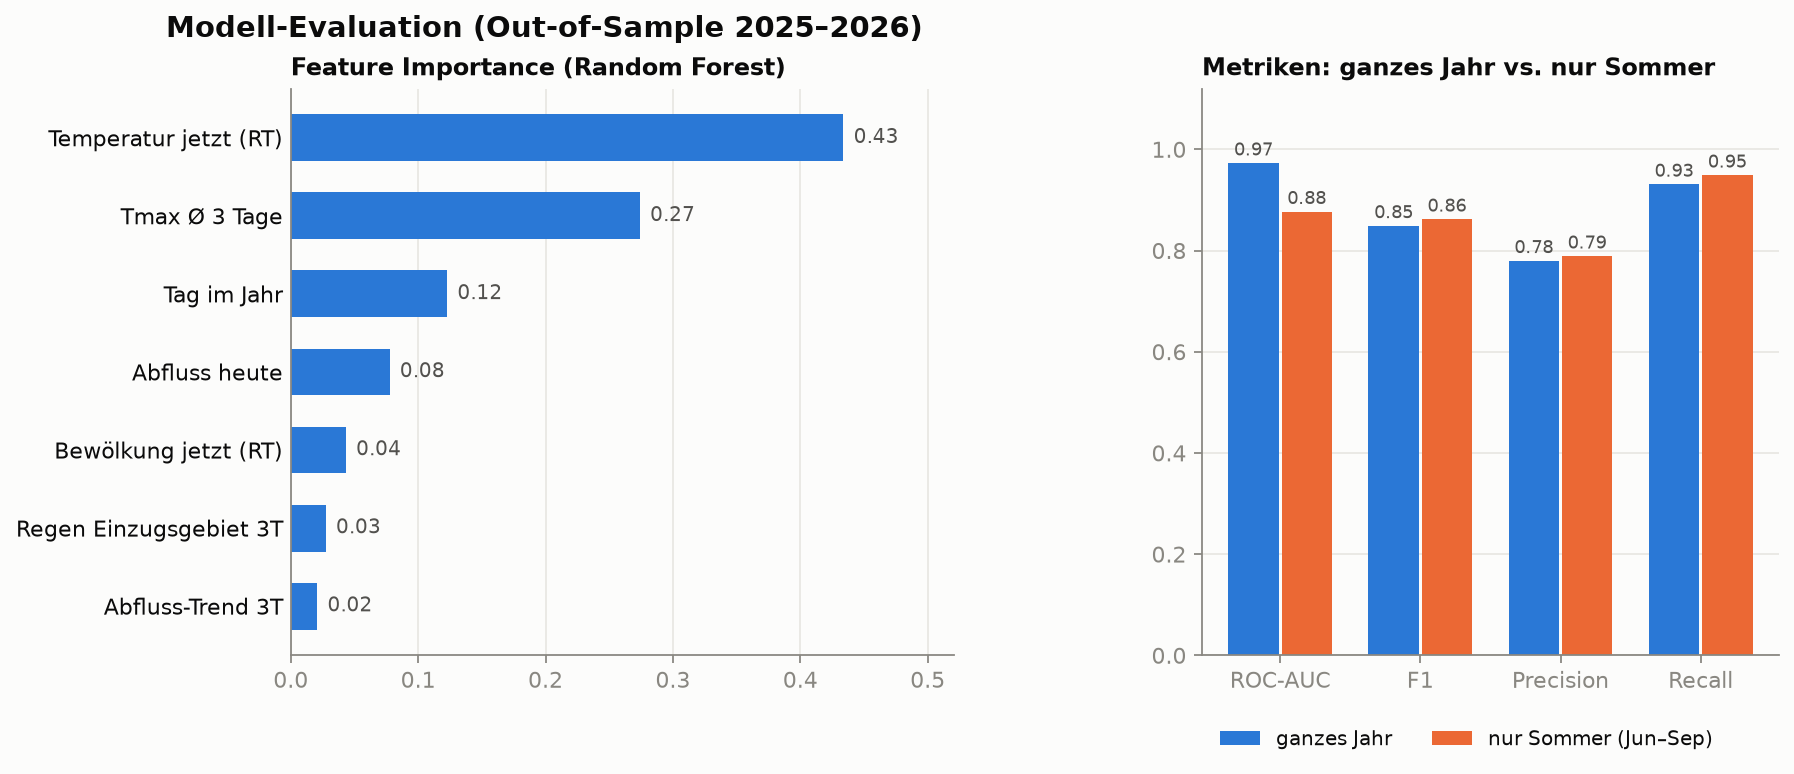 Modell-Evaluation (Out-of-Sample 2025–2026)
Feature Importance (Random Forest)
Temperatur jetzt (RT)
0.43
Tmax Ø 3 Tage
0.27
Tag im Jahr
0.12
Abfluss heute
0.08
Bewölkung jetzt (RT)
0.04
Regen Einzugsgebiet 3T
0.03
Abfluss-Trend 3T
0.02
0.0 0.1 0.2 0.3 0.4 0.5
Metriken: ganzes Jahr vs. nur Sommer
1.0
0.8
0.6
0.4
0.2
0.0
0.97 0.88 0.85 0.86 0.78 0.79 0.93 0.95
ROC-AUC F1 Precision Recall
ganzes Jahr nur Sommer (Jun–Sep)